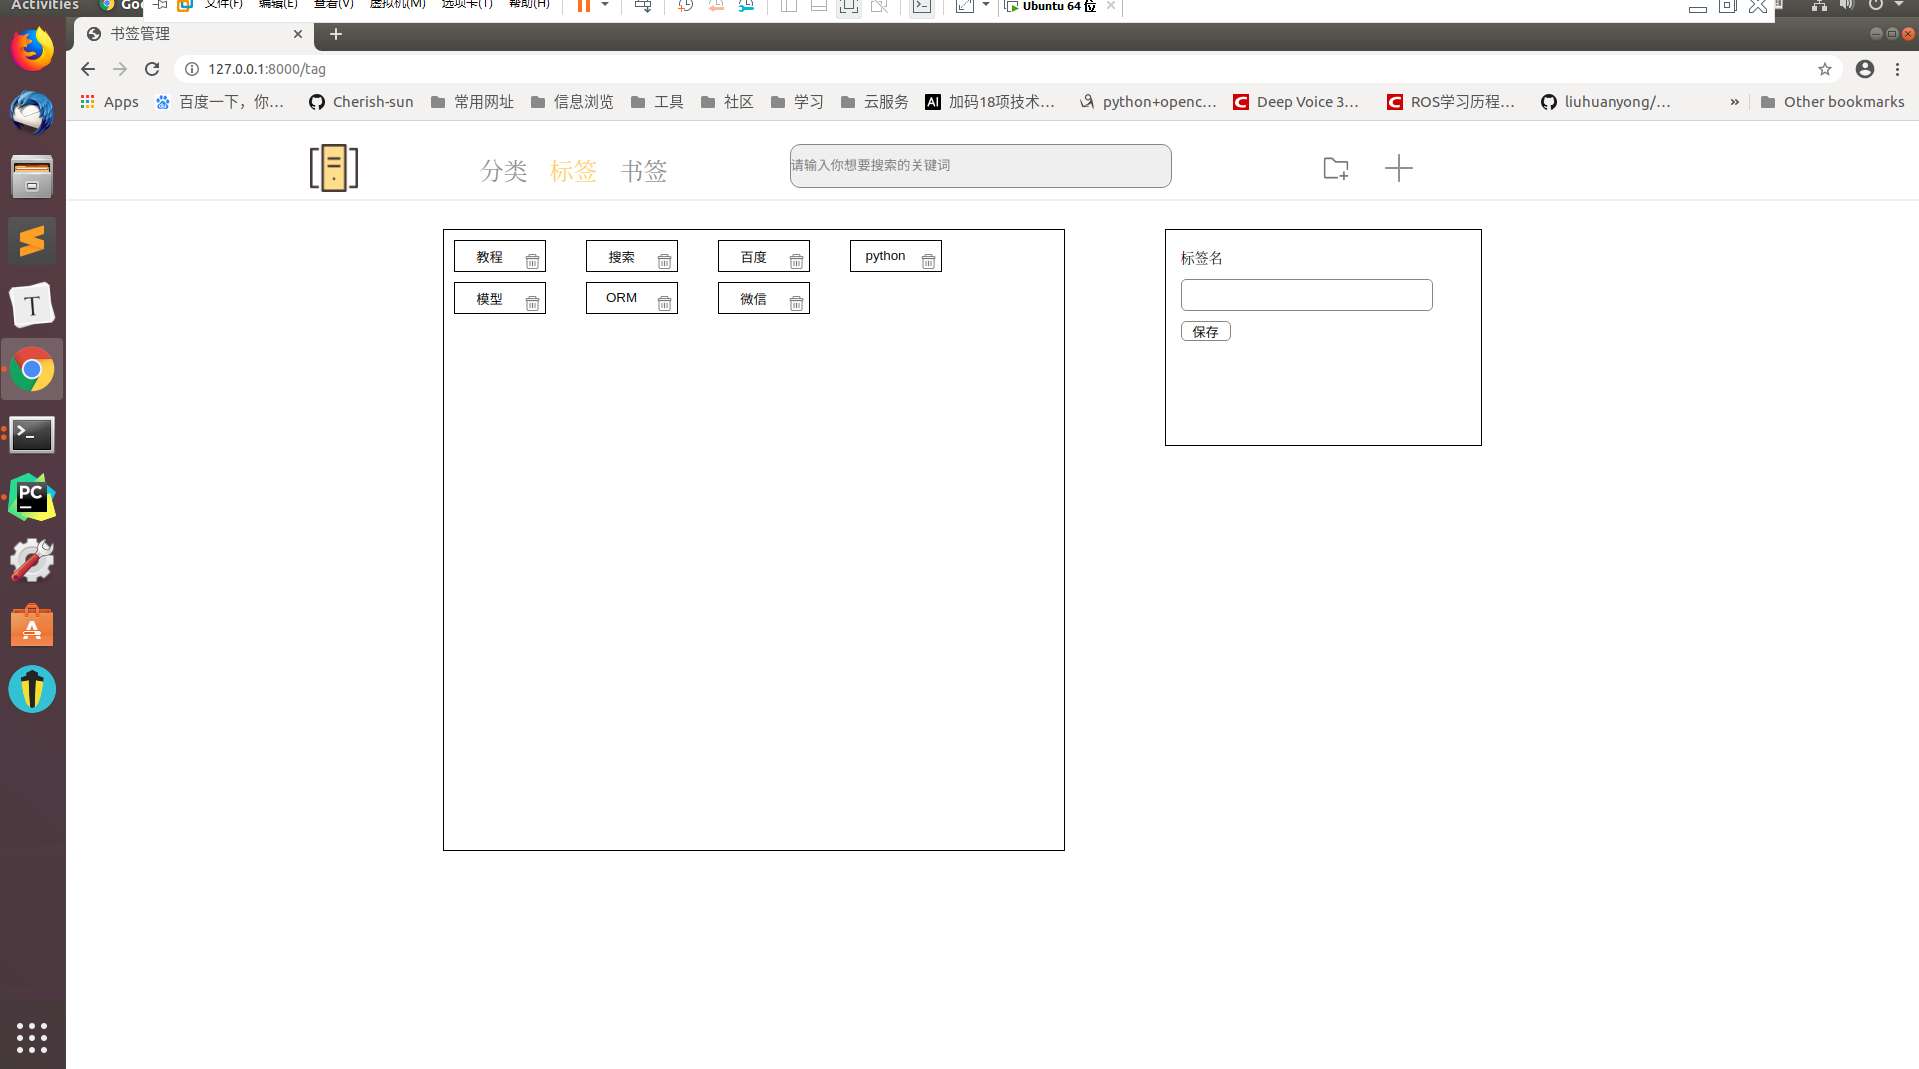 Activities
文件(F) 编辑(E) 查看(V) 虚拟机(M) 选项卡(T) 帮助(H) Ubuntu 64 位
书签管理
127.0.0.1:8000/tag
Apps 百度一下，你… Cherish-sun 常用网址 信息浏览 工具 社区 学习 云服务 AI 加码18项技术… python+openc… Deep Voice 3… ROS学习历程… liuhuanyong/… » Other bookmarks
分类 标签 书签 请输入你想要搜索的关键词
教程 搜索 百度 python
模型 ORM 微信
标签名
保存